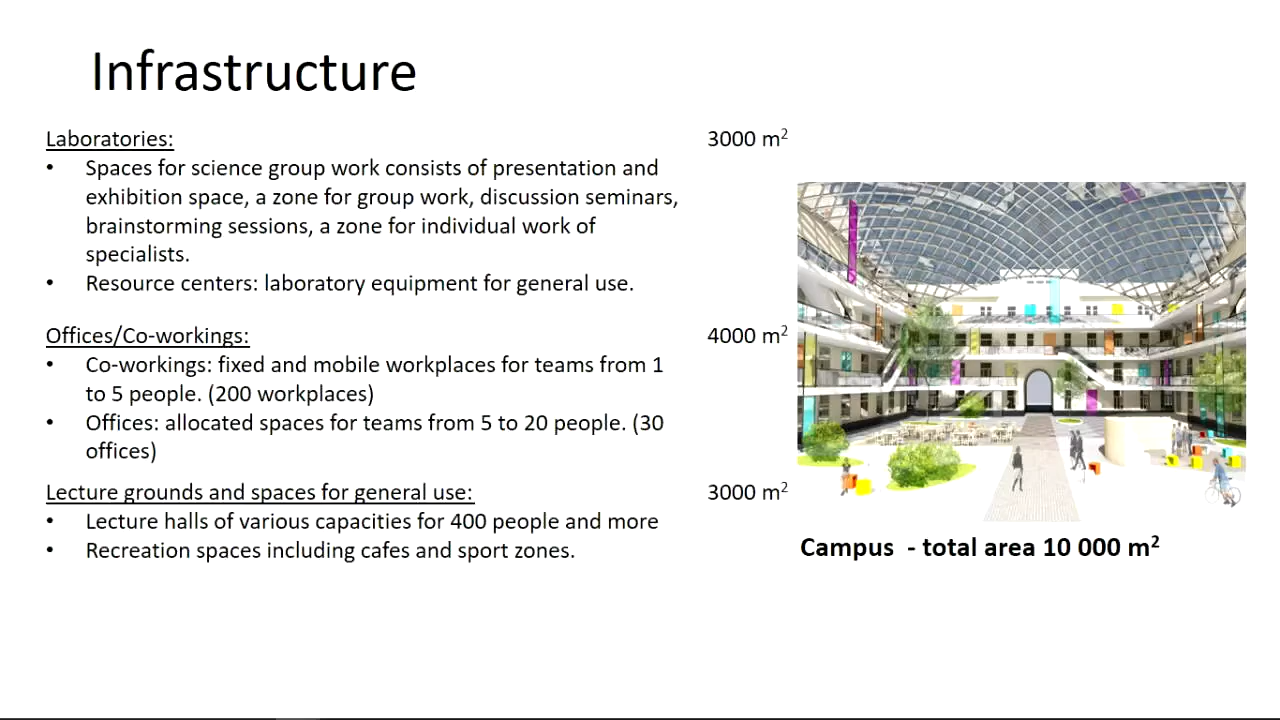 Infrastructure
Laboratories:
3000 m²
• Spaces for science group work consists of presentation and
exhibition space, a zone for group work, discussion seminars,
brainstorming sessions, a zone for individual work of
specialists.
• Resource centers: laboratory equipment for general use.
Offices/Co-workings:
4000 m²
• Co-workings: fixed and mobile workplaces for teams from 1
to 5 people. (200 workplaces)
• Offices: allocated spaces for teams from 5 to 20 people. (30
offices)
Lecture grounds and spaces for general use:
3000 m²
• Lecture halls of various capacities for 400 people and more
• Recreation spaces including cafes and sport zones.
Campus - total area 10 000 m²